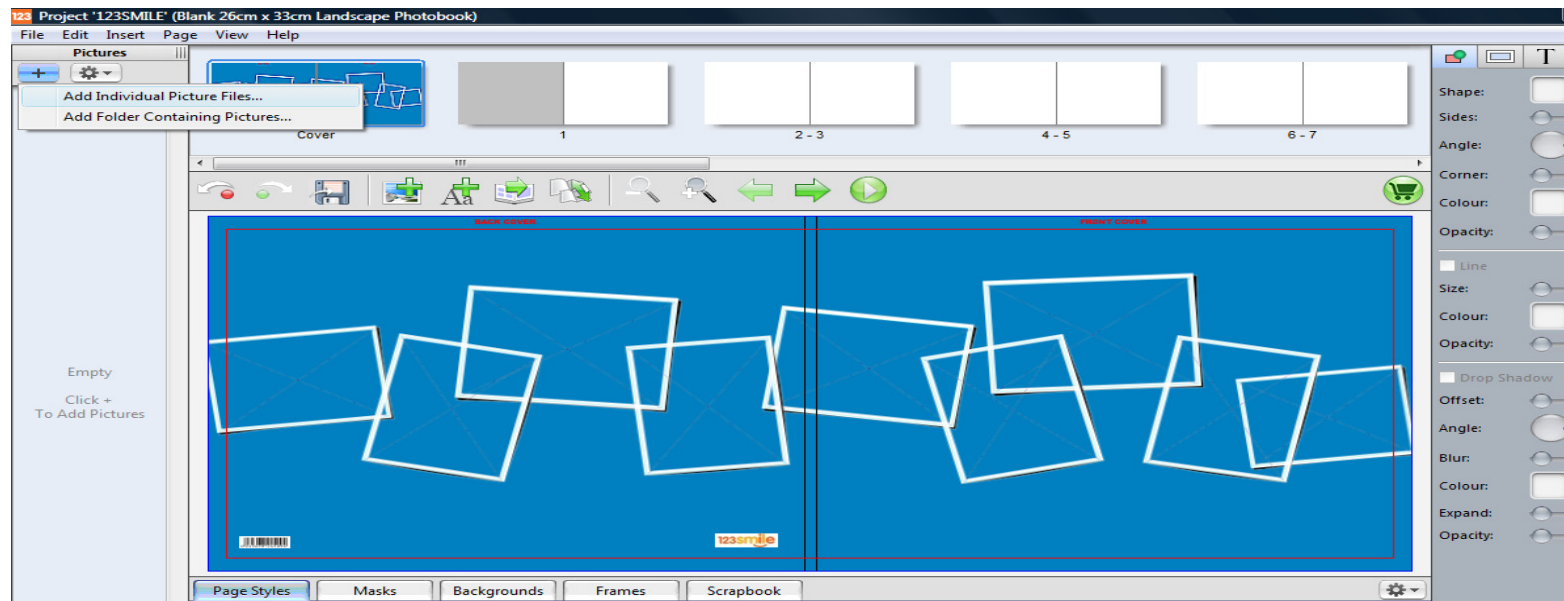 123 Project '123SMILE' (Blank 26cm x 33cm Landscape Photobook)
File Edit Insert Page View Help
Pictures
Add Individual Picture Files...
Add Folder Containing Pictures...
Cover
1
2 - 3
4 - 5
6 - 7
Aa
BACK COVER
FRONT COVER
Empty
Click +
To Add Pictures
123smile
Page Styles
Masks
Backgrounds
Frames
Scrapbook
T
Shape:
Sides:
Angle:
Corner:
Colour:
Opacity:
Line
Size:
Colour:
Opacity:
Drop Shadow
Offset:
Angle:
Blur:
Colour:
Expand:
Opacity: